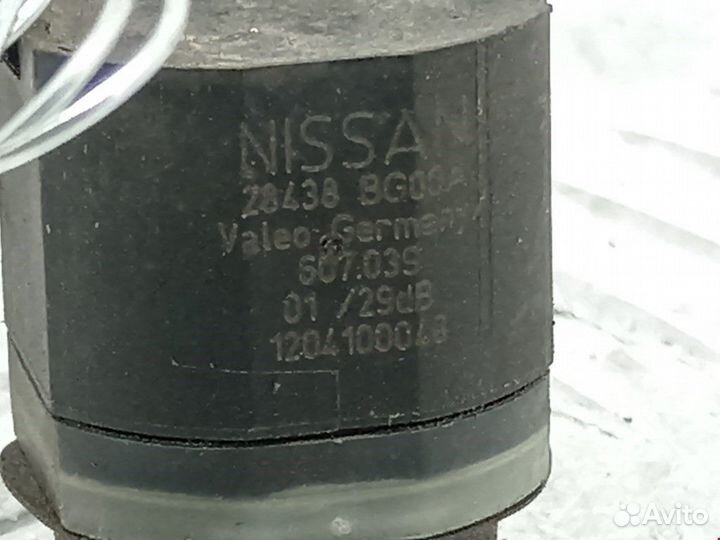 NISSAN
28438 BG00A
Valeo-Germany
607.039
01 /29dB
1204100048
Avito